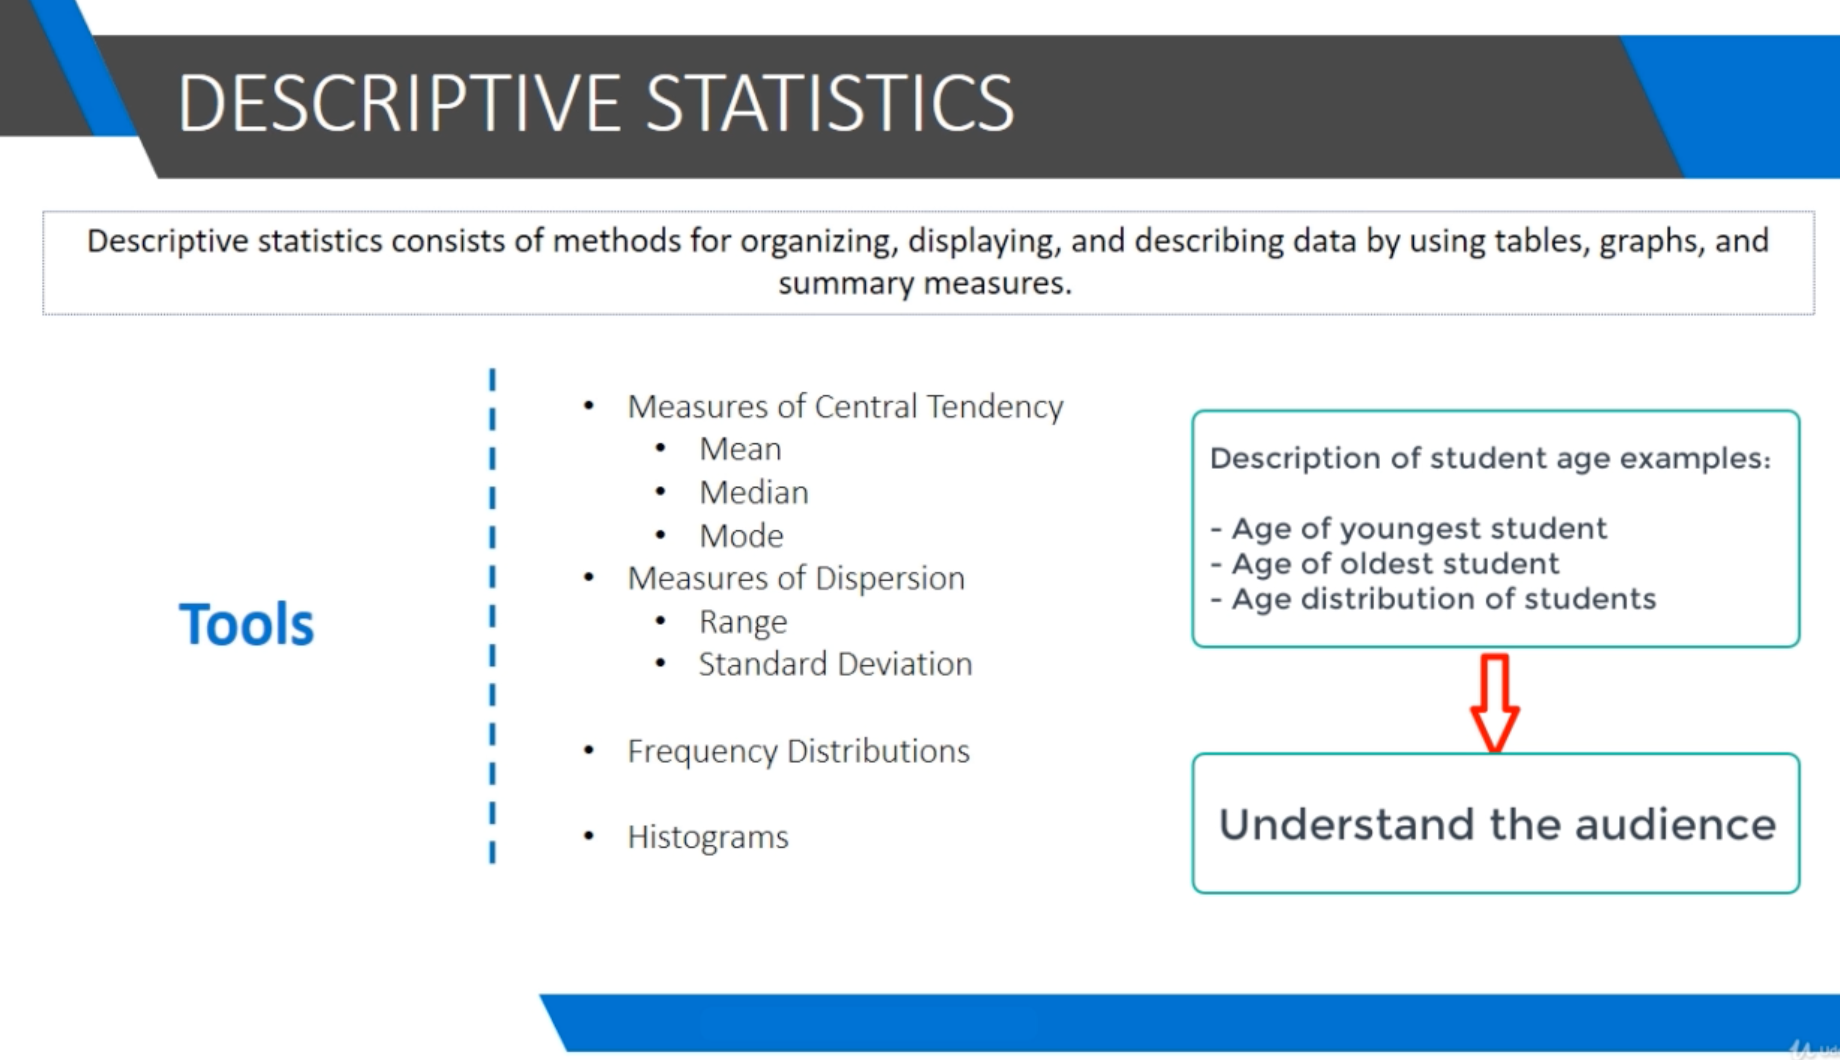 DESCRIPTIVE STATISTICS
Descriptive statistics consists of methods for organizing, displaying, and describing data by using tables, graphs, and
summary measures.
Tools
• Measures of Central Tendency
• Mean
• Median
• Mode
• Measures of Dispersion
• Range
• Standard Deviation
• Frequency Distributions
• Histograms
Description of student age examples:
- Age of youngest student
- Age of oldest student
- Age distribution of students
Understand the audience